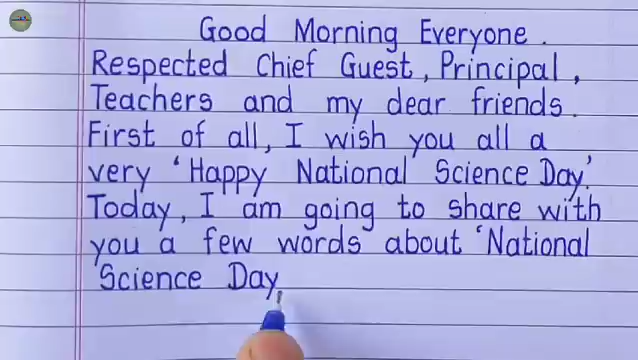 Good Morning Everyone.
Respected Chief Guest, Principal,
Teachers and my dear friends.
First of all, I wish you all a
very 'Happy National Science Day.'
Today, I am going to share with
you a few words about 'National
Science Day